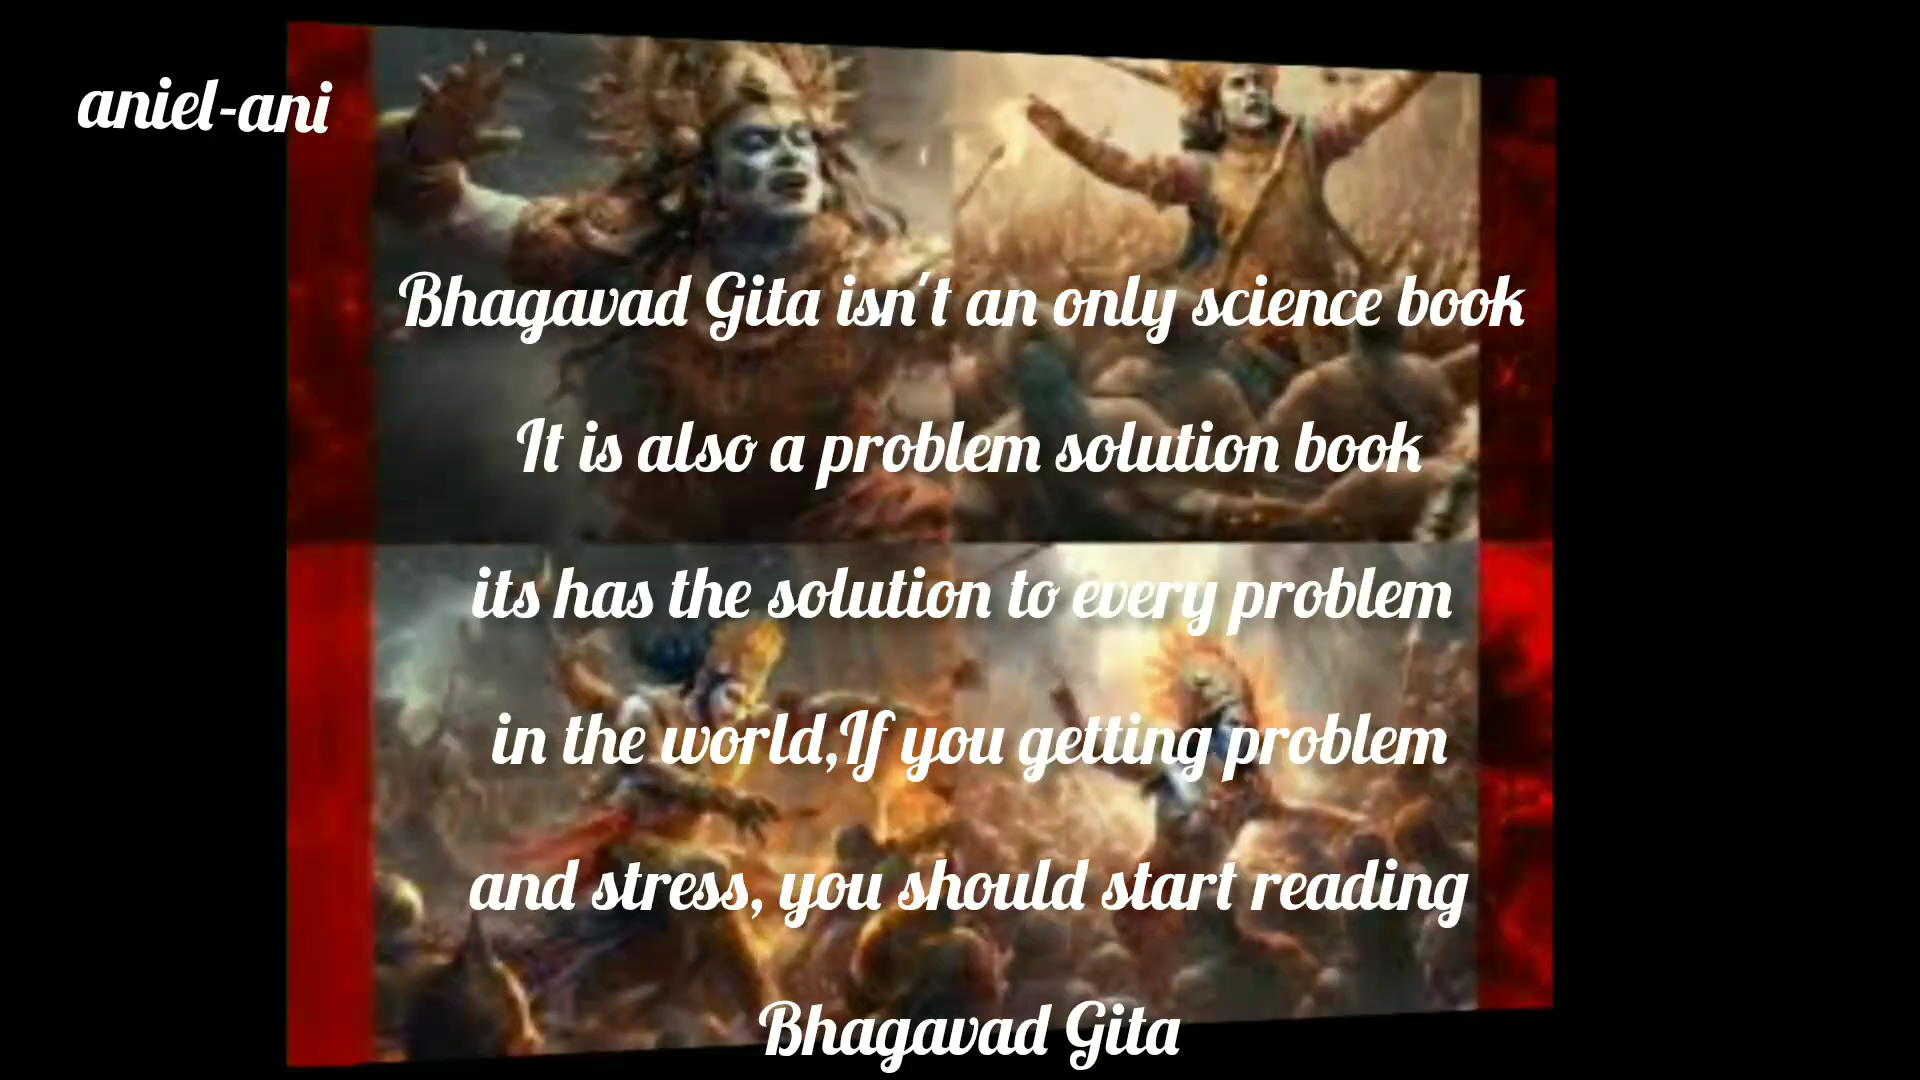 aniel-ani
Bhagavad Gita isn't an only science book
It is also a problem solution book
its has the solution to every problem
in the world,If you getting problem
and stress, you should start reading
Bhagavad Gita